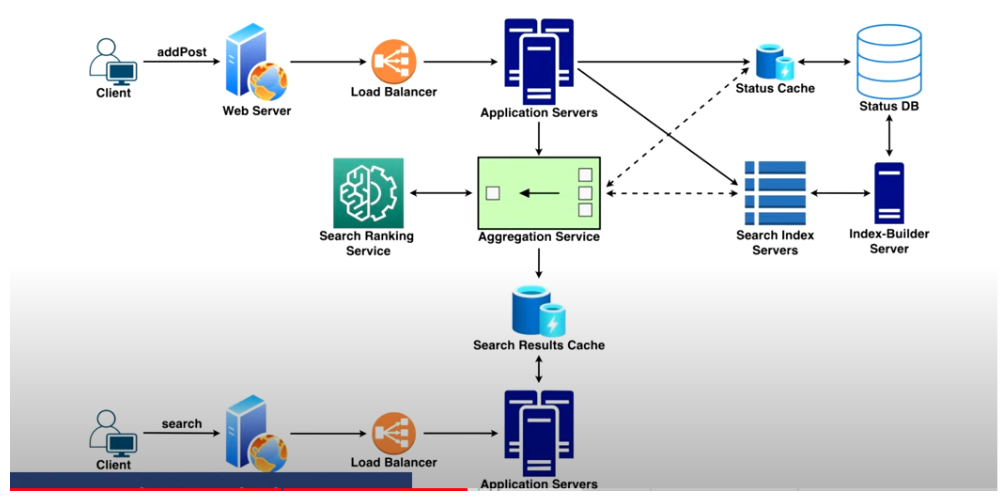 addPost
Client
Web Server
Load Balancer
Application Servers
Status Cache
Status DB
Search Ranking
Service
Aggregation Service
Search Index
Servers
Index-Builder
Server
Search Results Cache
search
Client
Load Balancer
Application Servers